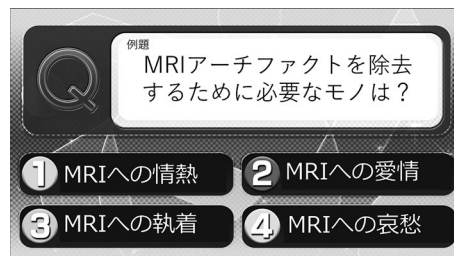 Q
例題
MRIアーチファクトを除去
するために必要なモノは？
1 MRIへの情熱
2 MRIへの愛情
3 MRIへの執着
4 MRIへの哀愁